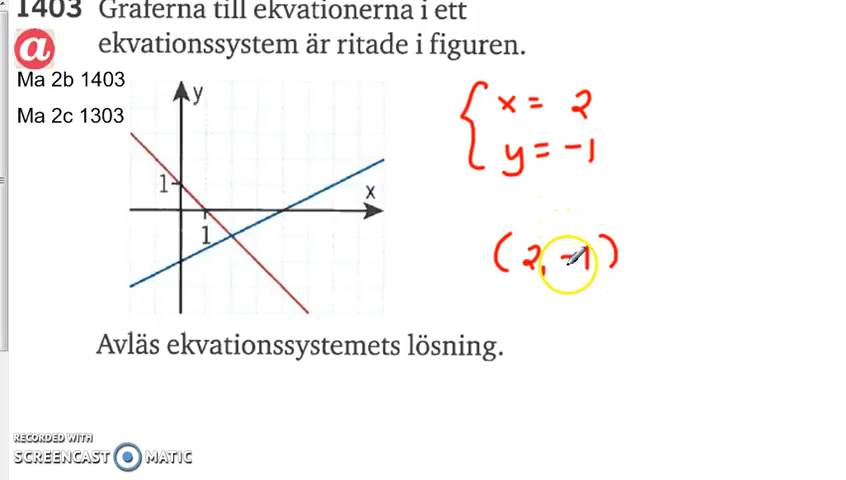 1403 Graferna till ekvationerna i ett
ekvationssystem är ritade i figuren.
a
Ma 2b 1403
Ma 2c 1303
y
1
x
1
x = 2
y = -1
(2, -1)
Avläs ekvationssystemets lösning.
RECORDED WITH
SCREENCAST MATIC